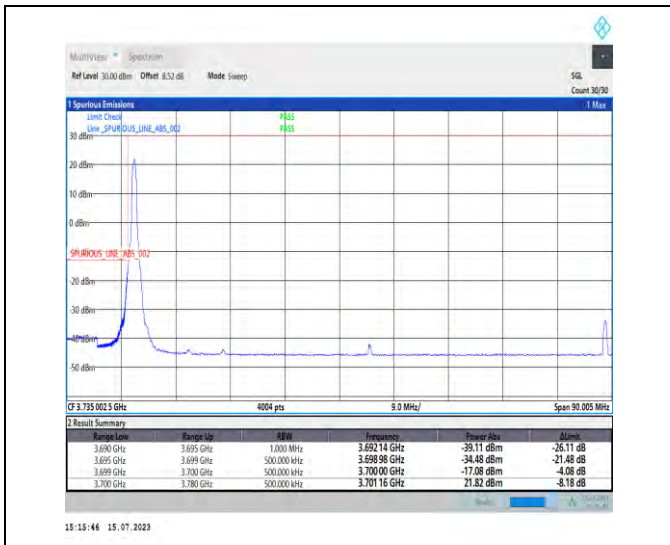 MultiView Spectrum
Ref Level 30.00 dBm Offset 8.52 dB Mode Sweep SGL
Count 30/30
1 Spurious Emissions 1 Max
Limit Check PASS
Line _SPURIOUS_LINE_ABS_002 PASS
30 dBm
20 dBm
10 dBm
0 dBm
_SPURIOUS_LINE_ABS_002
-20 dBm
-30 dBm
-40 dBm
-50 dBm
CF 3.735 002 5 GHz 4004 pts 9.0 MHz/ Span 90.005 MHz
2 Result Summary
Range Low Range Up RBW Frequency Power Abs ΔLimit
3.690 GHz 3.695 GHz 1.000 MHz 3.692 14 GHz -39.11 dBm -26.11 dB
3.695 GHz 3.699 GHz 500.000 kHz 3.698 98 GHz -34.48 dBm -21.48 dB
3.699 GHz 3.700 GHz 500.000 kHz 3.700 00 GHz -17.08 dBm -4.08 dB
3.700 GHz 3.780 GHz 500.000 kHz 3.701 16 GHz 21.82 dBm -8.18 dB
15:15:46 15.07.2023